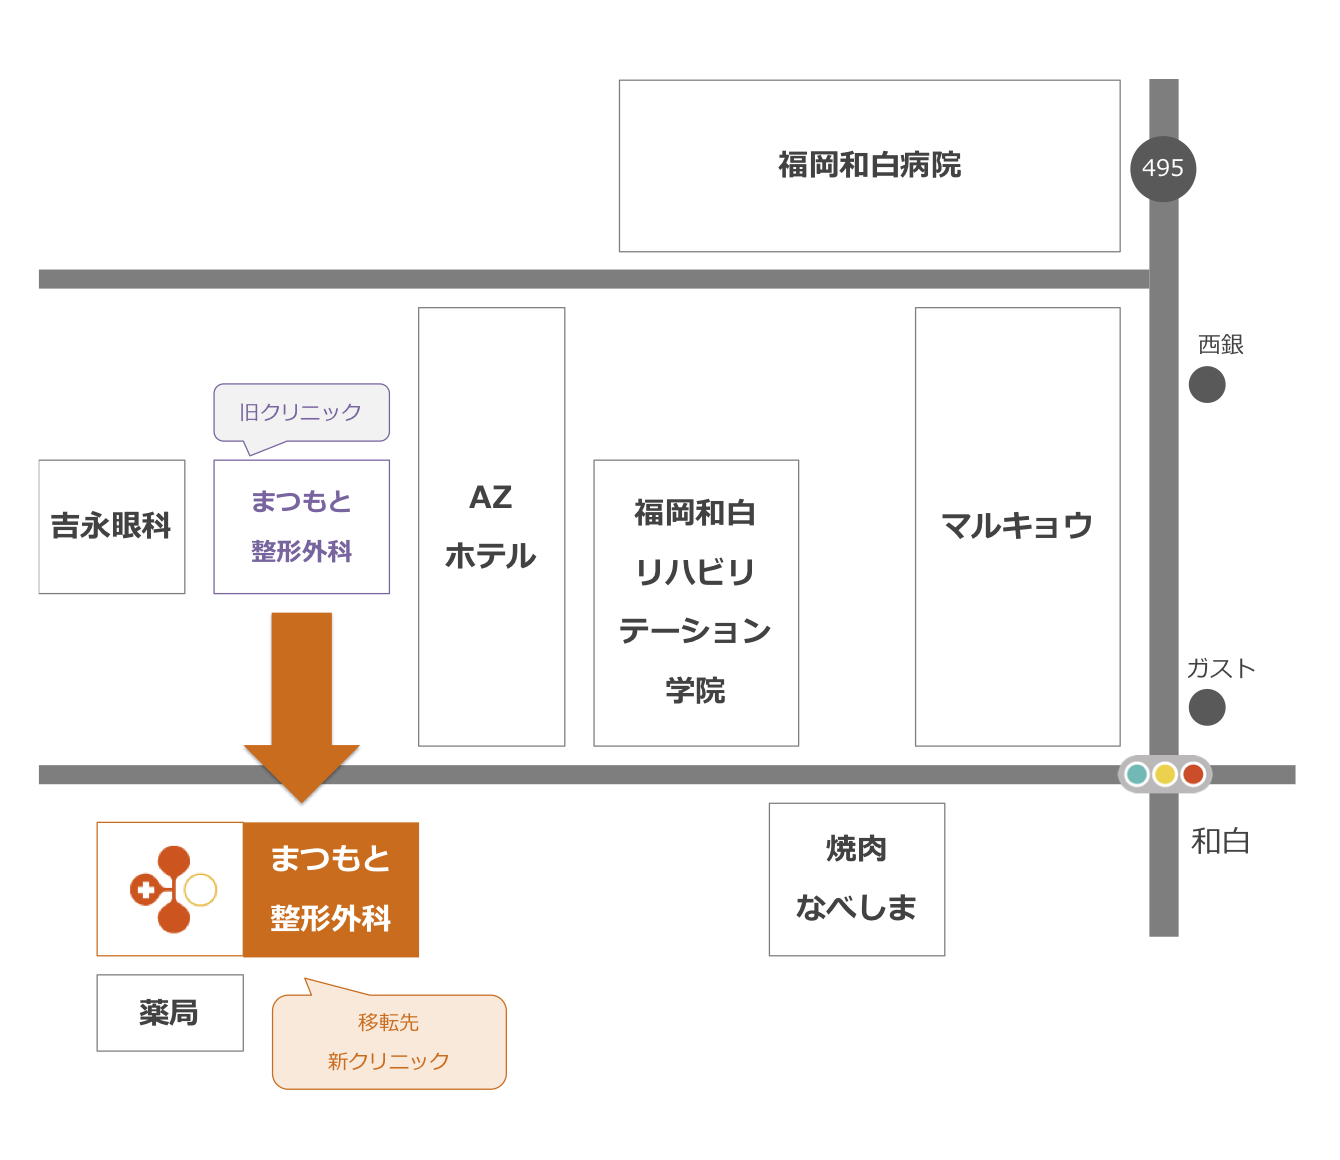 福岡和白病院
495
西銀
旧クリニック
吉永眼科
まつもと
整形外科
AZ
ホテル
福岡和白
リハビリ
テーション
学院
マルキョウ
ガスト
和白
まつもと
整形外科
焼肉
なべしま
薬局
移転先
新クリニック